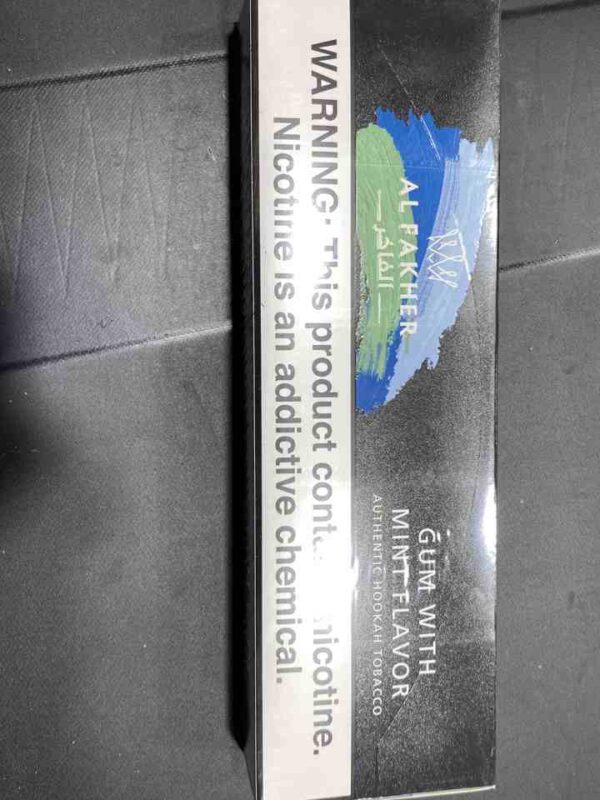 AL FAKHER
الفاخر
GUM WITH
MINT FLAVOR
AUTHENTIC HOOKAH TOBACCO
WARNING: This product nicotine.
Nicotine is an addictive chemical.